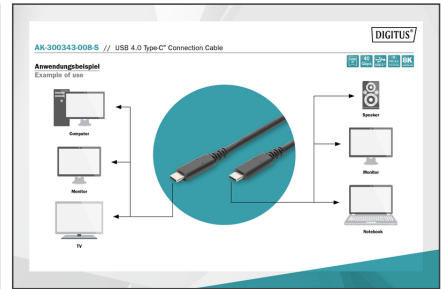 DIGITUS®
AK-300343-008-S // USB 4.0 Type-C™ Connection Cable
Anwendungsbeispiel
Example of use
40
8K
Computer
Monitor
TV
Speaker
Monitor
Notebook